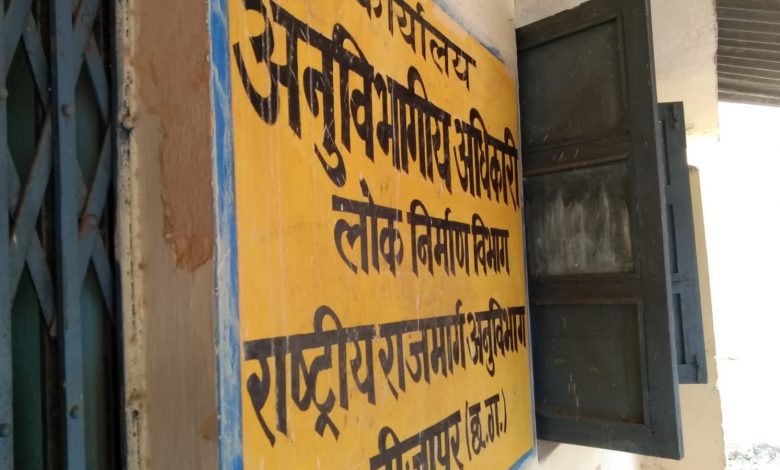 कार्यालय
अनुविभागीय अधिकारी
लोक निर्माण विभाग
राष्ट्रीय राजमार्ग अनुविभाग
बीजापुर (छ.ग.)